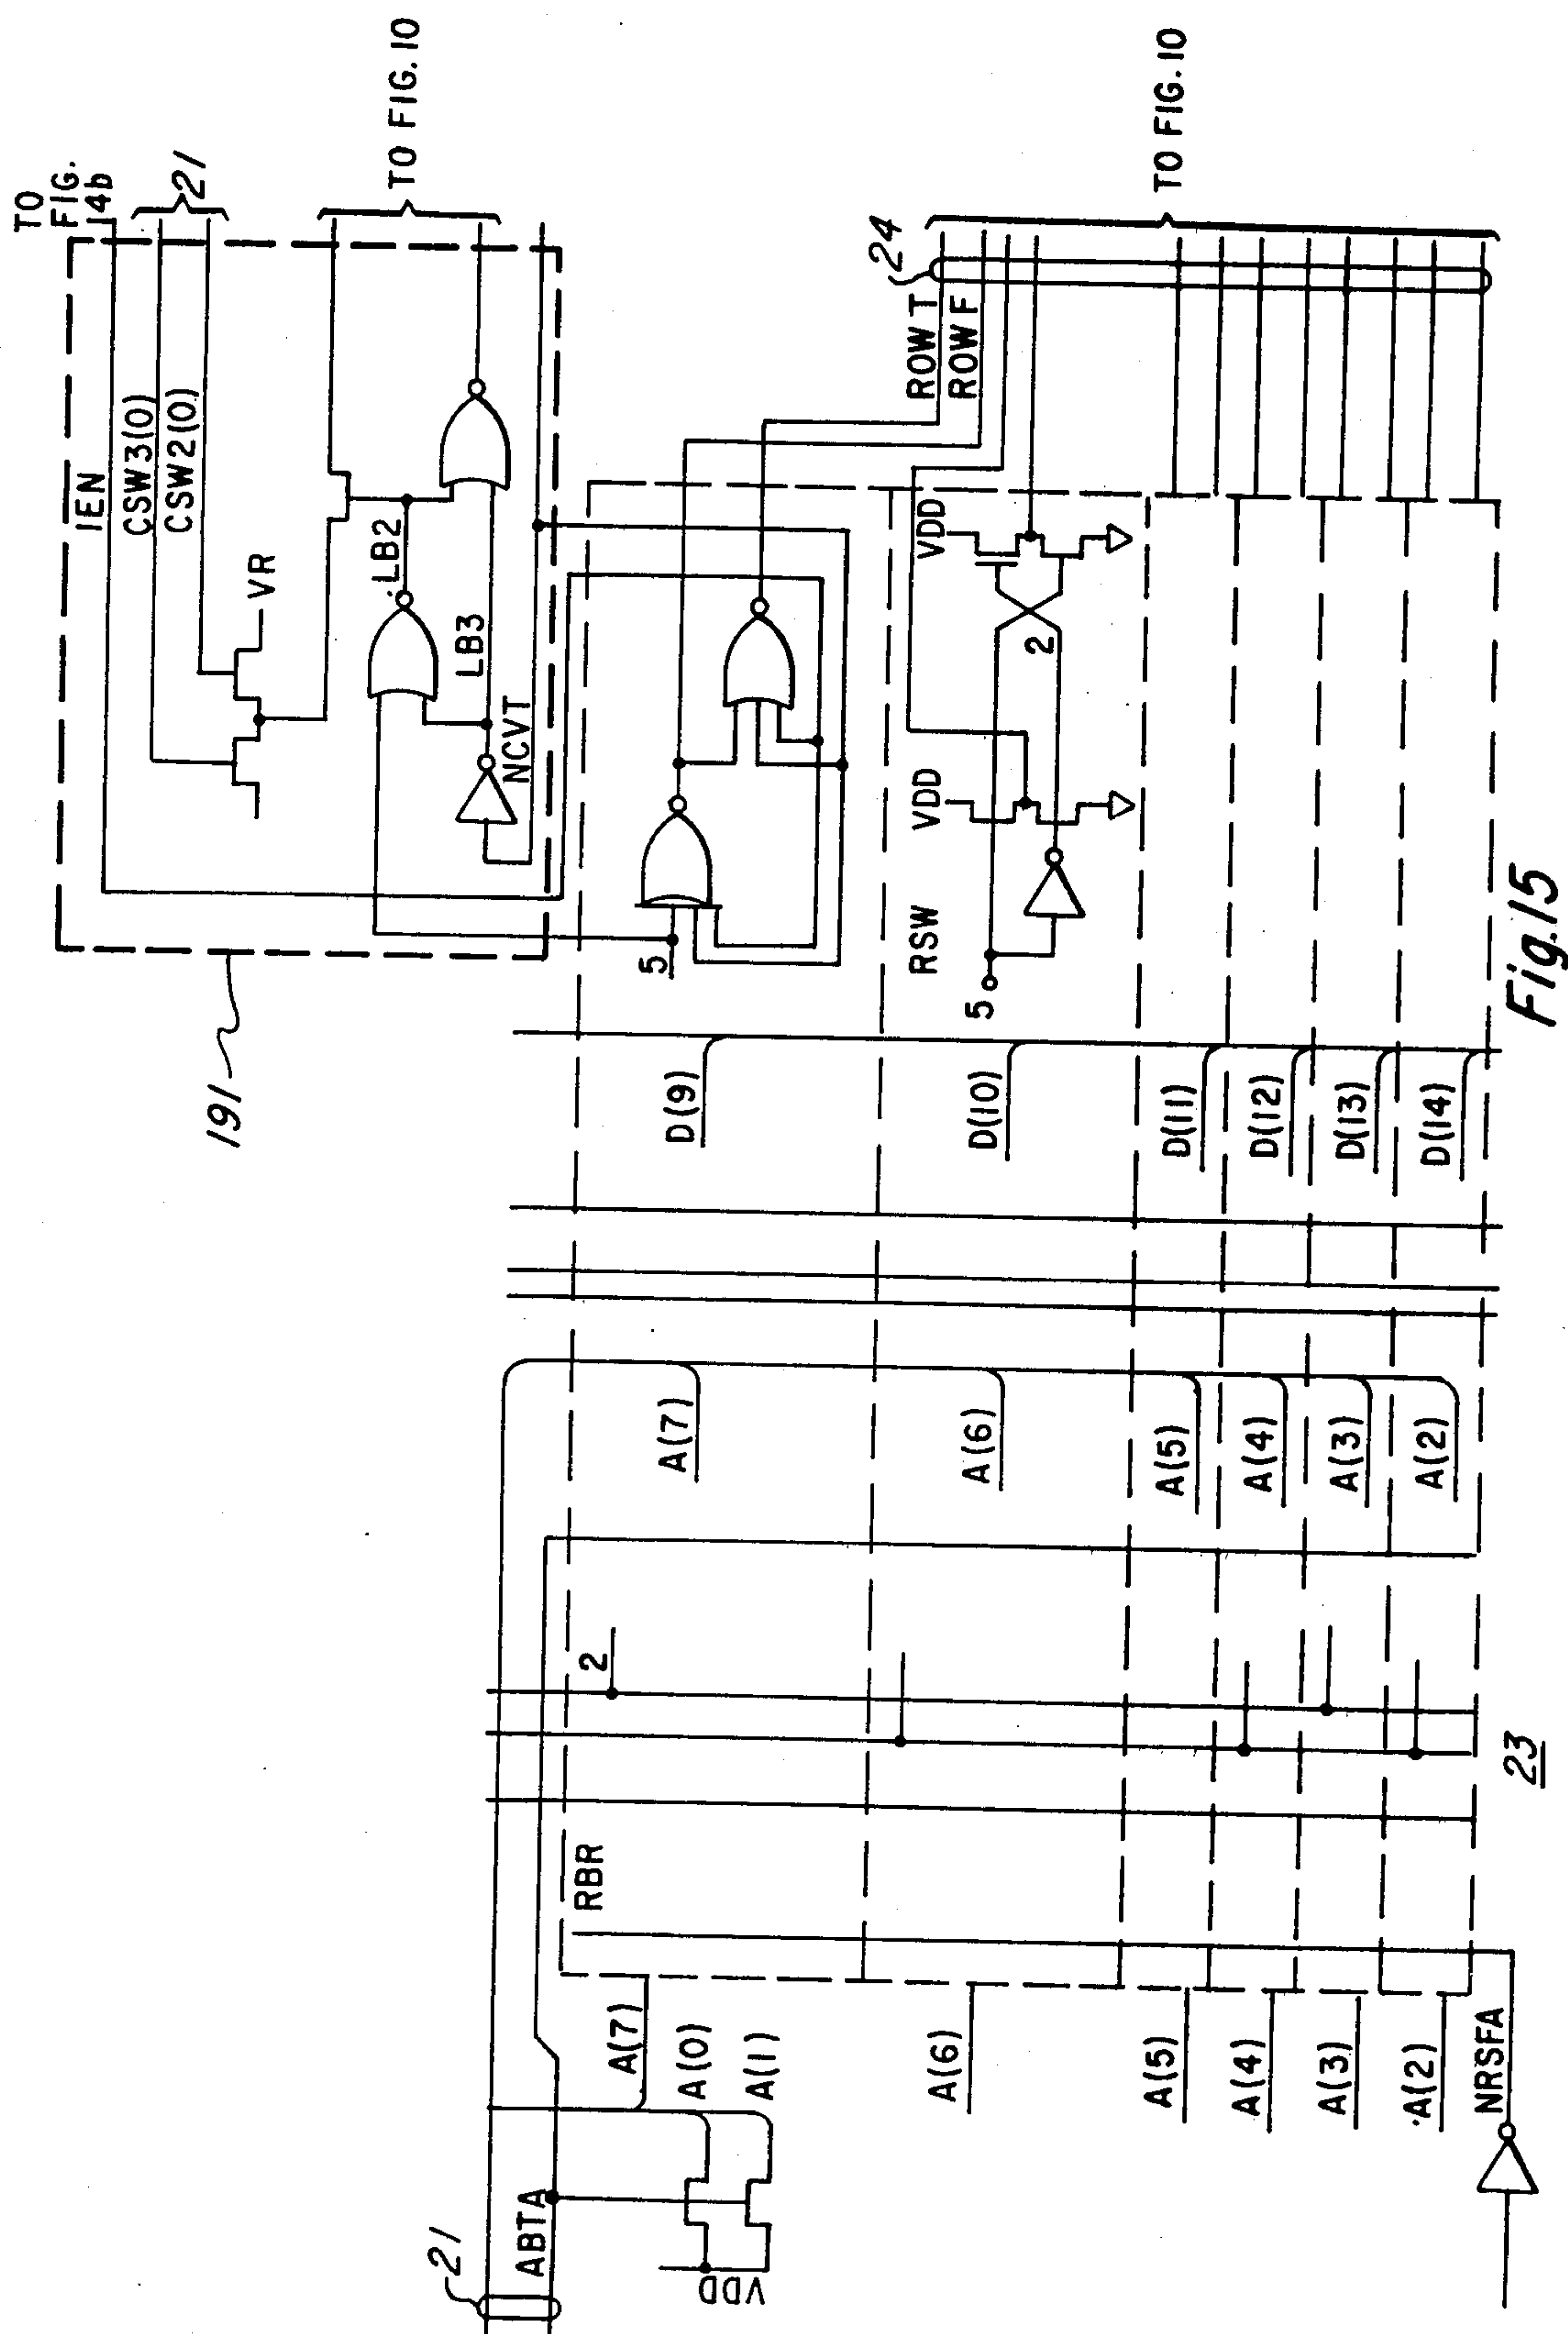 TO
FIG.
14b
IEN
CSW3(0)
CSW2(0)
21
VR
TO FIG. 10
LB2
LB3
NCVT
191
5
ROW T
ROW F
24
TO FIG. 10
RSW
VDD
VDD
2
5
D(9)
D(10)
D(11)
D(12)
D(13)
D(14)
A(7)
A(6)
A(5)
A(4)
A(3)
A(2)
2
RBR
21
ABTA
VDD
A(7)
A(0)
A(1)
A(6)
A(5)
A(4)
A(3)
A(2)
NRSFA
23
Fig.15